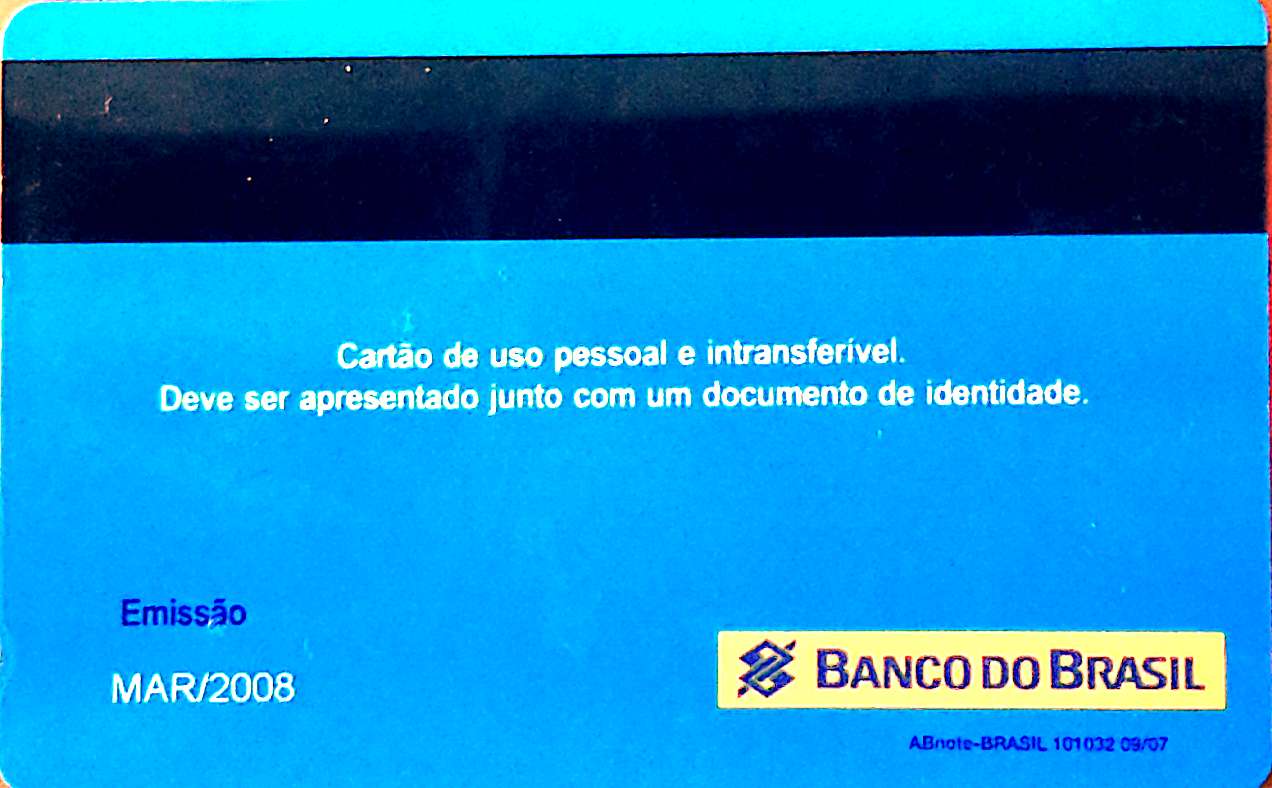 Cartão de uso pessoal e intransferível.
Deve ser apresentado junto com um documento de identidade.
Emissão
MAR/2008
BANCO DO BRASIL
ABnote-BRASIL 101032 09/07